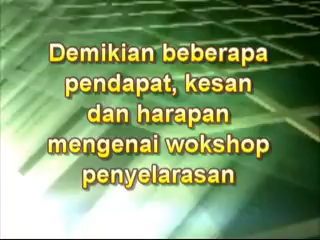 Demikian beberapa
pendapat, kesan
dan harapan
mengenai wokshop
penyelarasan